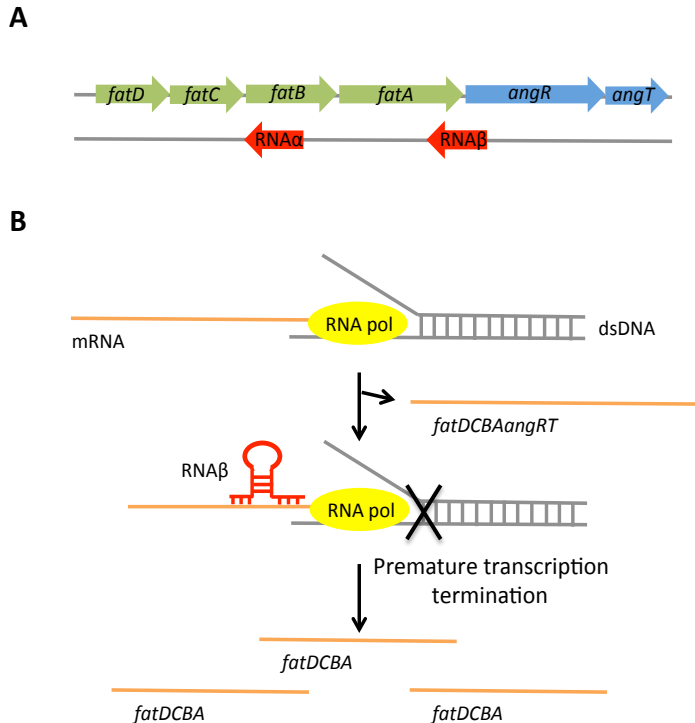 A
fatD fatC fatB fatA angR angT
RNAα RNAβ
B
RNA pol
mRNA
dsDNA
fatDCBAangRT
RNAβ
RNA pol
Premature transcription
termination
fatDCBA
fatDCBA
fatDCBA